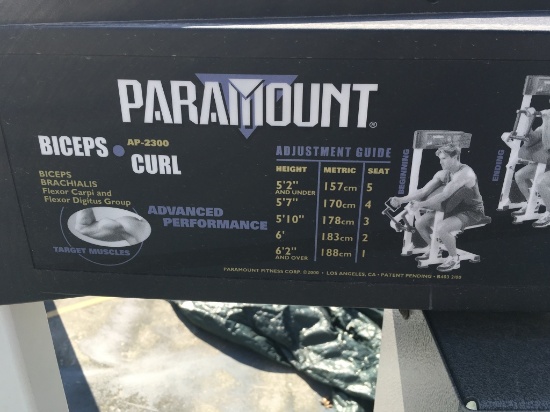 PARAMOUNT®
BICEPS • AP-2300
CURL
BICEPS
BRACHIALIS
Flexor Carpi and
Flexor Digitus Group
TARGET MUSCLES
ADVANCED
PERFORMANCE
ADJUSTMENT GUIDE
HEIGHT METRIC SEAT
5'2" AND UNDER 157cm 5
5'7" 170cm 4
5'10" 178cm 3
6' 183cm 2
6'2" AND OVER 188cm 1
BEGINNING
ENDING
PARAMOUNT FITNESS CORP. ©2000 • LOS ANGELES, CA • PATENT PENDING •